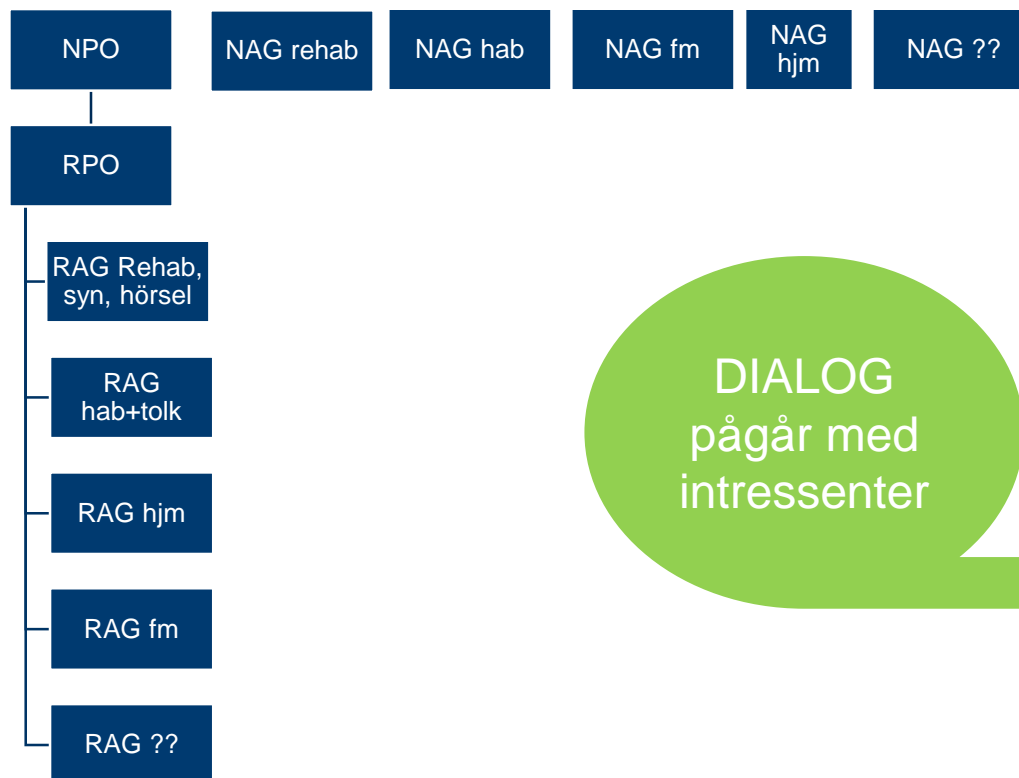 NPO
NAG rehab
NAG hab
NAG fm
NAG
hjm
NAG ??
RPO
RAG Rehab,
syn, hörsel
RAG
hab+tolk
RAG hjm
RAG fm
RAG ??
DIALOG
pågår med
intressenter